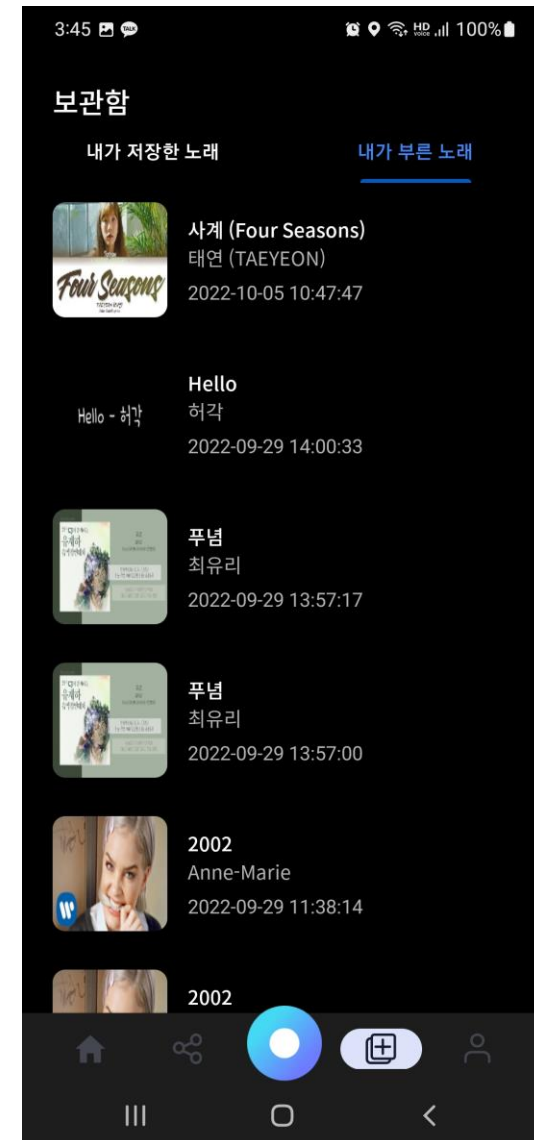 3:45
TALK
HD voice
100%
보관함
내가 저장한 노래
내가 부른 노래
Four Seasons
사계 (Four Seasons)
태연 (TAEYEON)
2022-10-05 10:47:47
Hello - 허각
Hello
허각
2022-09-29 14:00:33
푸념
최유리
2022-09-29 13:57:17
푸념
최유리
2022-09-29 13:57:00
2002
Anne-Marie
2022-09-29 11:38:14
2002